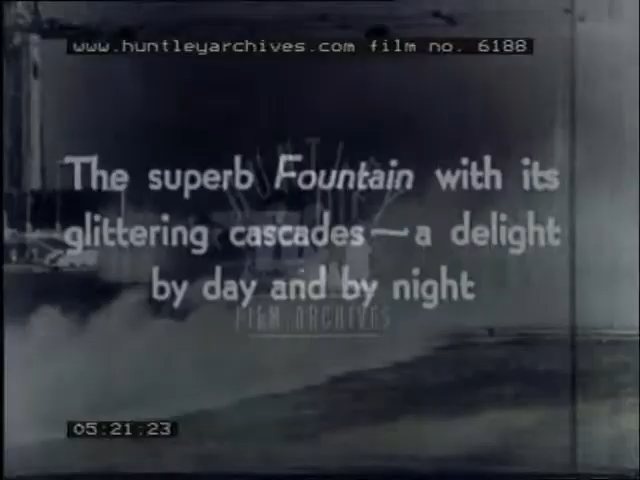 www.huntleyarchives.com film no. 6188
HUNTLEY
The superb Fountain with its
glittering cascades—a delight
by day and by night
FILM ARCHIVES
05:21:23